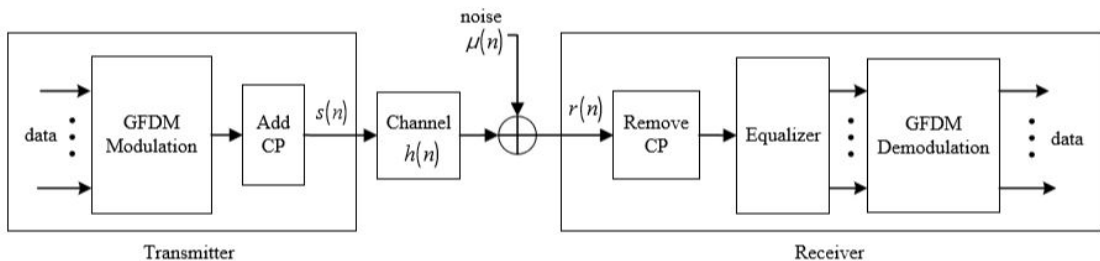 noise
μ(n)
data
GFDM
Modulation
Add
CP
s(n)
Channel
h(n)
r(n)
Remove
CP
Equalizer
GFDM
Demodulation
data
Transmitter
Receiver